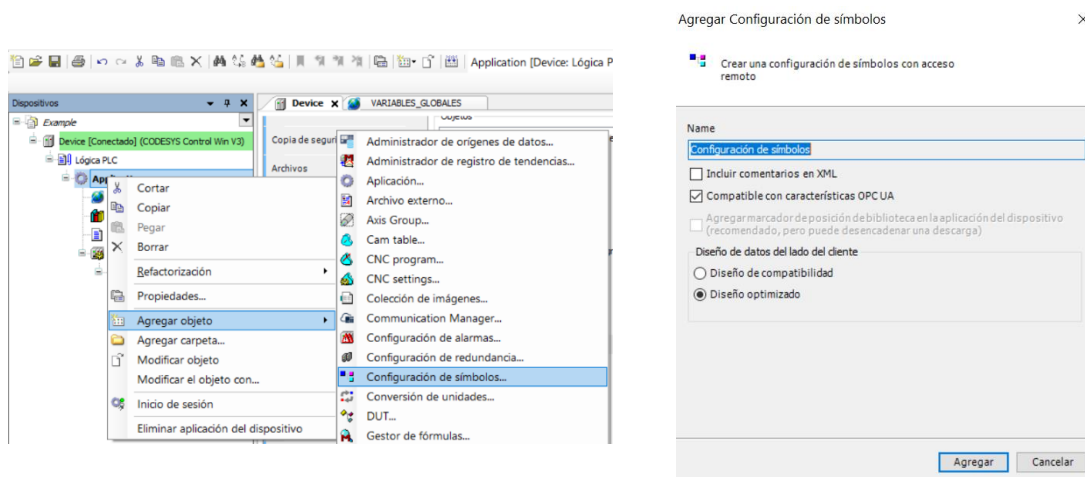 Application [Device: Lógica P
Dispositivos
Example
Device [Conectado] (CODESYS Control Win V3)
Lógica PLC
Device
VARIABLES_GLOBALES
Copia de seguri
Archivos
Cortar
Copiar
Pegar
Borrar
Refactorización
Propiedades...
Agregar objeto
Agregar carpeta...
Modificar objeto
Modificar el objeto con...
Inicio de sesión
Eliminar aplicación del dispositivo
Administrador de orígenes de datos...
Administrador de registro de tendencias...
Aplicación...
Archivo externo...
Axis Group...
Cam table...
CNC program...
CNC settings...
Colección de imágenes...
Communication Manager...
Configuración de alarmas...
Configuración de redundancia...
Configuración de símbolos...
Conversión de unidades...
DUT...
Gestor de fórmulas...
Agregar Configuración de símbolos
Crear una configuración de símbolos con acceso
remoto
Name
Configuración de símbolos
Incluir comentarios en XML
Compatible con características OPC UA
Agregar marcador de posición de biblioteca en la aplicación del dispositivo
(recomendado, pero puede desencadenar una descarga)
Diseño de datos del lado del cliente
Diseño de compatibilidad
Diseño optimizado
Agregar
Cancelar